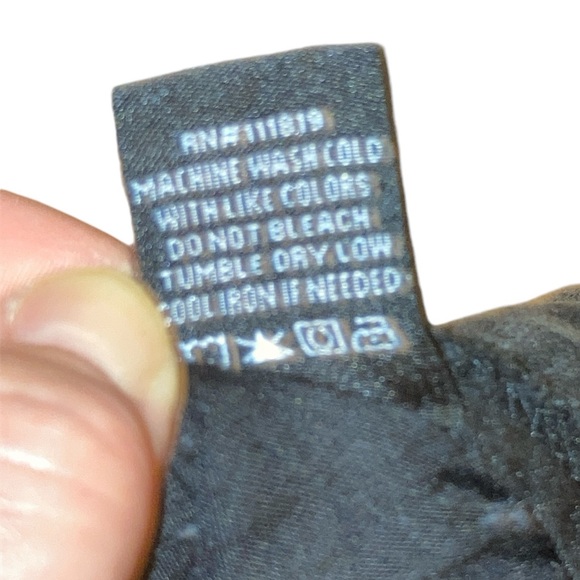 RN# 111819
MACHINE WASH COLD
WITH LIKE COLORS
DO NOT BLEACH
TUMBLE DRY LOW
COOL IRON IF NEEDED